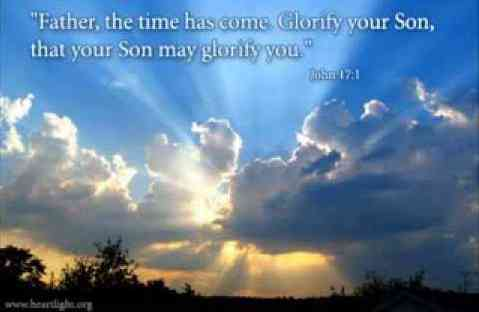 "Father, the time has come. Glorify your Son,
that your Son may glorify you."
John 17:1
www.heartlight.org